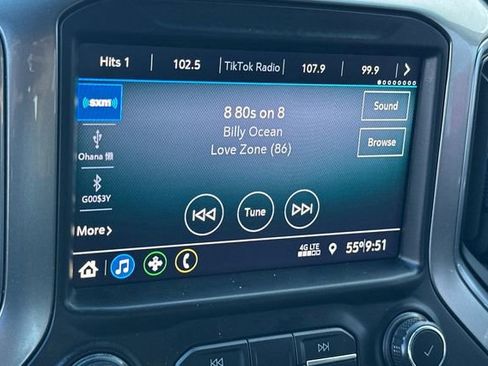 Hits 1 102.5 TikTok Radio 107.9 99.9
sxm 8 80s on 8 Sound
Billy Ocean
Love Zone (86) Browse
Ohana
G00$3Y
Tune
More
4G LTE 55° 9:51